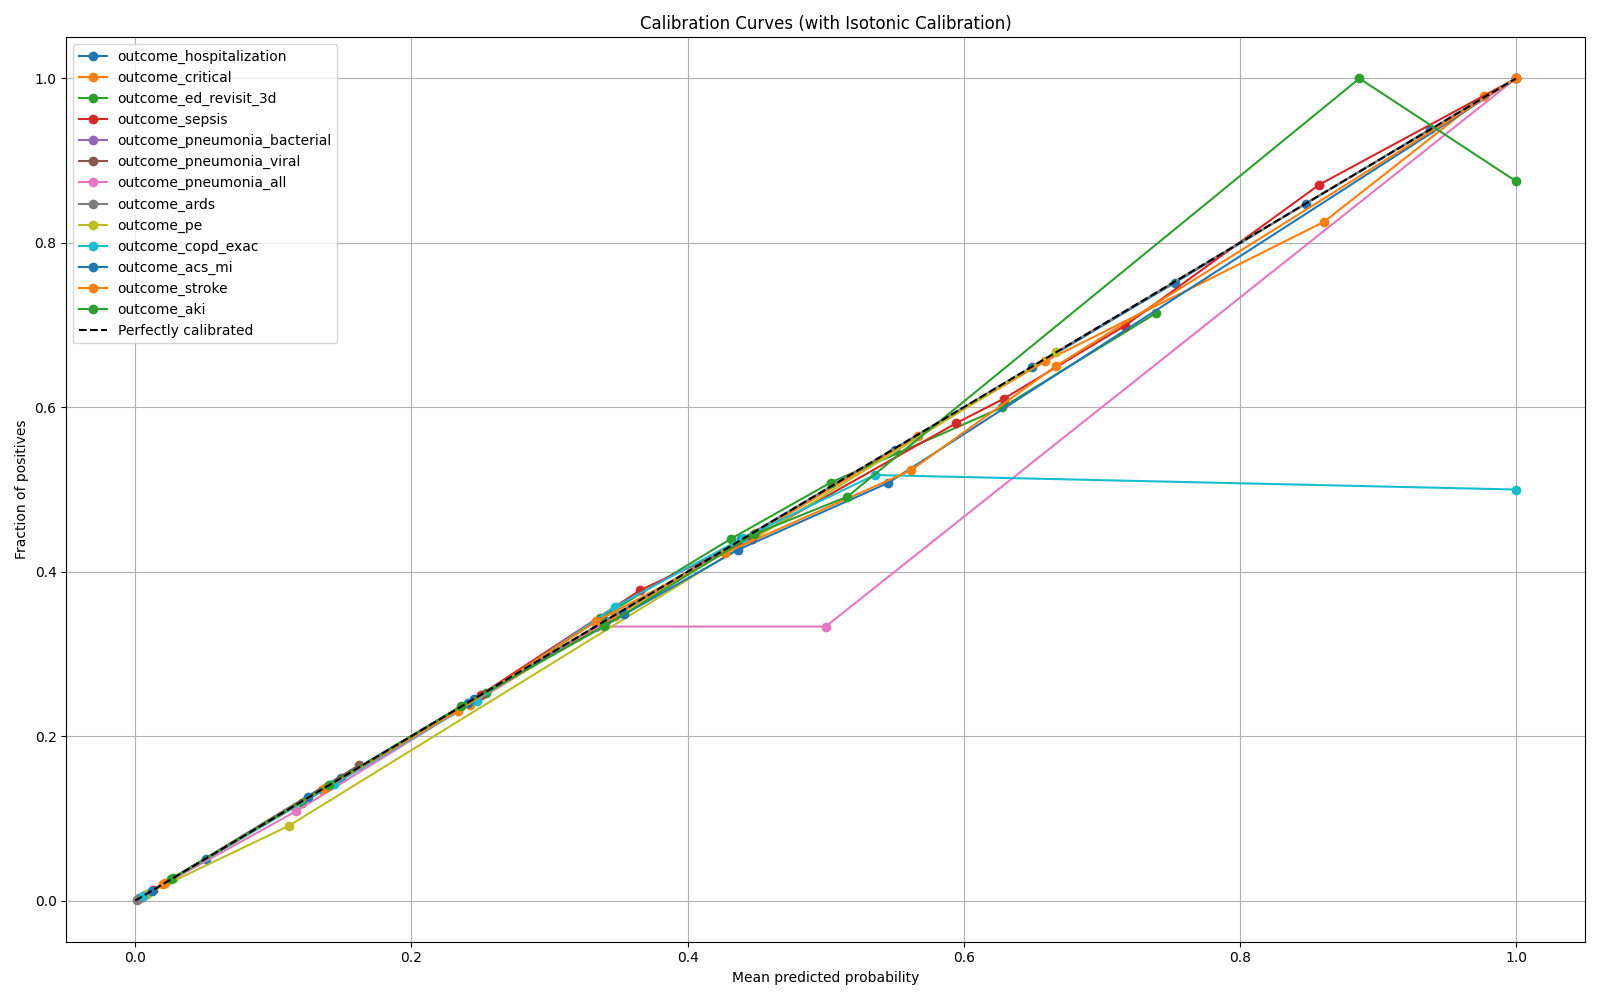 Calibration Curves (with Isotonic Calibration)
outcome_hospitalization
outcome_critical
outcome_ed_revisit_3d
outcome_sepsis
outcome_pneumonia_bacterial
outcome_pneumonia_viral
outcome_pneumonia_all
outcome_ards
outcome_pe
outcome_copd_exac
outcome_acs_mi
outcome_stroke
outcome_aki
Perfectly calibrated
Fraction of positives
1.0
0.8
0.6
0.4
0.2
0.0
0.0 0.2 0.4 0.6 0.8 1.0
Mean predicted probability